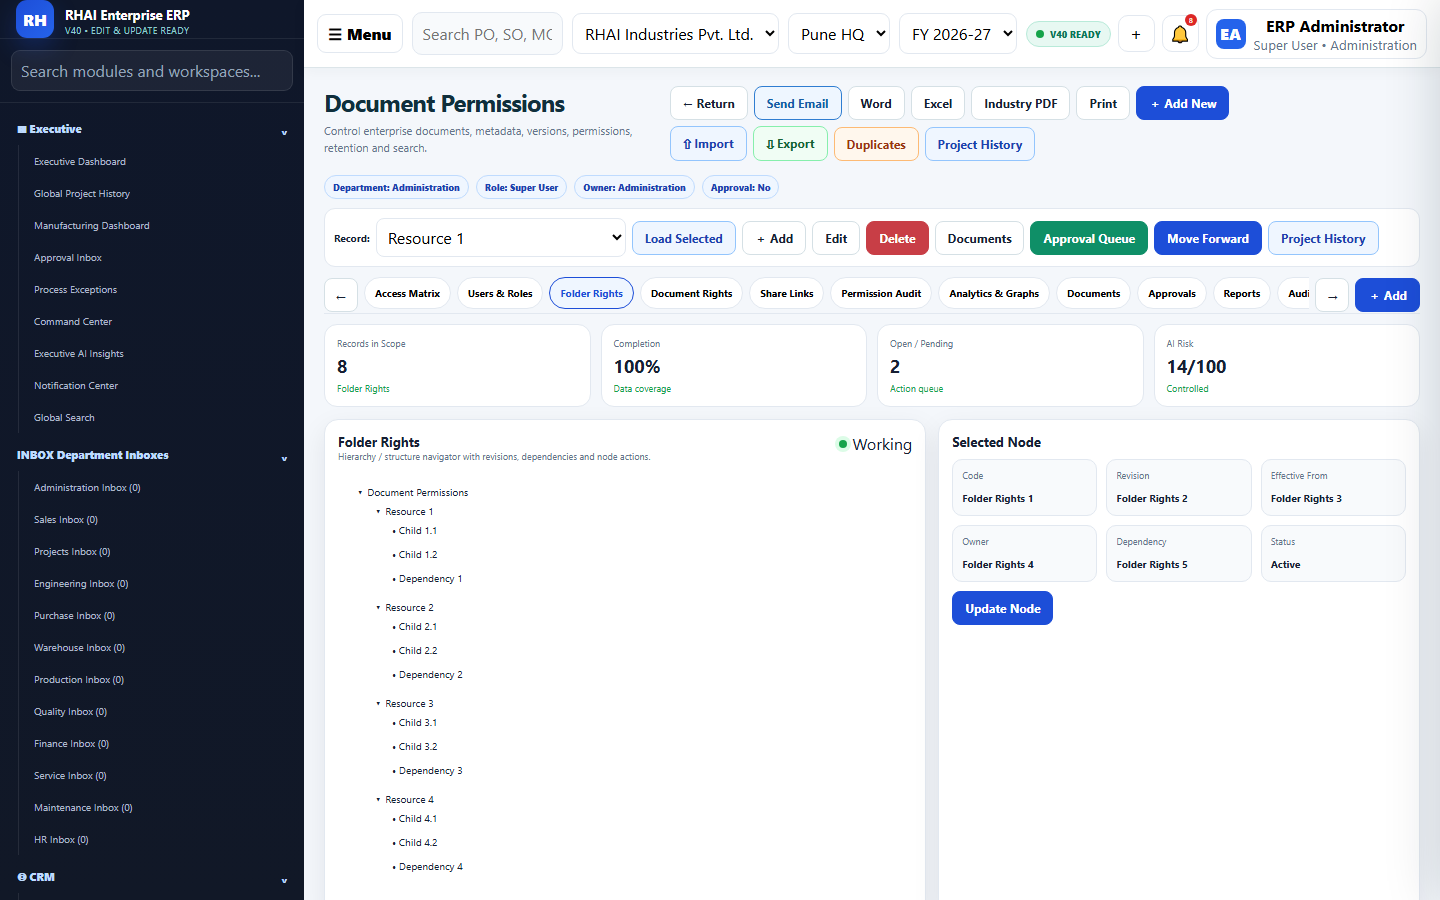 RH
RHAI Enterprise ERP
V40 • EDIT & UPDATE READY
Search modules and workspaces...
Executive
Executive Dashboard
Global Project History
Manufacturing Dashboard
Approval Inbox
Process Exceptions
Command Center
Executive AI Insights
Notification Center
Global Search
INBOX Department Inboxes
Administration Inbox (0)
Sales Inbox (0)
Projects Inbox (0)
Engineering Inbox (0)
Purchase Inbox (0)
Warehouse Inbox (0)
Production Inbox (0)
Quality Inbox (0)
Finance Inbox (0)
Service Inbox (0)
Maintenance Inbox (0)
HR Inbox (0)
CRM
☰ Menu
Search PO, SO, MO
RHAI Industries Pvt. Ltd.
Pune HQ
FY 2026-27
V40 READY
+
8
EA
ERP Administrator
Super User • Administration
Document Permissions
Control enterprise documents, metadata, versions, permissions,
retention and search.
← Return
Send Email
Word
Excel
Industry PDF
Print
+ Add New
⇧ Import
⇩ Export
Duplicates
Project History
Department: Administration
Role: Super User
Owner: Administration
Approval: No
Record:
Resource 1
Load Selected
+ Add
Edit
Delete
Documents
Approval Queue
Move Forward
Project History
←
Access Matrix
Users & Roles
Folder Rights
Document Rights
Share Links
Permission Audit
Analytics & Graphs
Documents
Approvals
Reports
Audi
→
+ Add
Records in Scope
8
Folder Rights
Completion
100%
Data coverage
Open / Pending
2
Action queue
AI Risk
14/100
Controlled
Folder Rights
Hierarchy / structure navigator with revisions, dependencies and node actions.
Working
▾ Document Permissions
▾ Resource 1
• Child 1.1
• Child 1.2
• Dependency 1
▾ Resource 2
• Child 2.1
• Child 2.2
• Dependency 2
▾ Resource 3
• Child 3.1
• Child 3.2
• Dependency 3
▾ Resource 4
• Child 4.1
• Child 4.2
• Dependency 4
Selected Node
Code
Folder Rights 1
Revision
Folder Rights 2
Effective From
Folder Rights 3
Owner
Folder Rights 4
Dependency
Folder Rights 5
Status
Active
Update Node